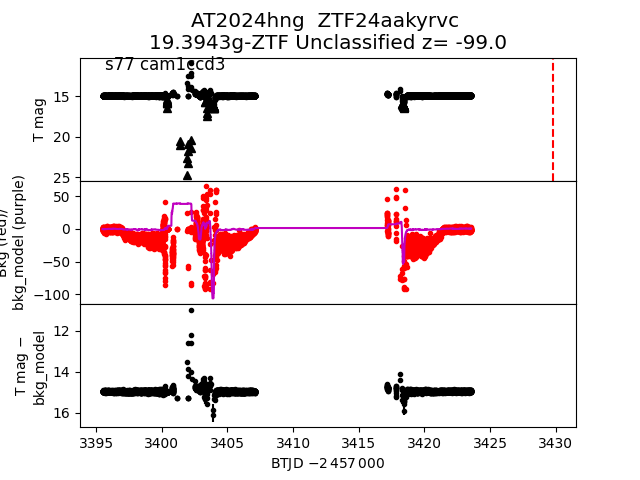 AT2024hng ZTF24aakyrvc
19.3943g-ZTF Unclassified z= -99.0
s77 cam1ccd3
T mag
15
20
25
Bkg (red)/
bkg_model (purple)
50
0
−50
−100
T mag −
bkg_model
12
14
16
3395 3400 3405 3410 3415 3420 3425 3430
BTJD −2 457 000